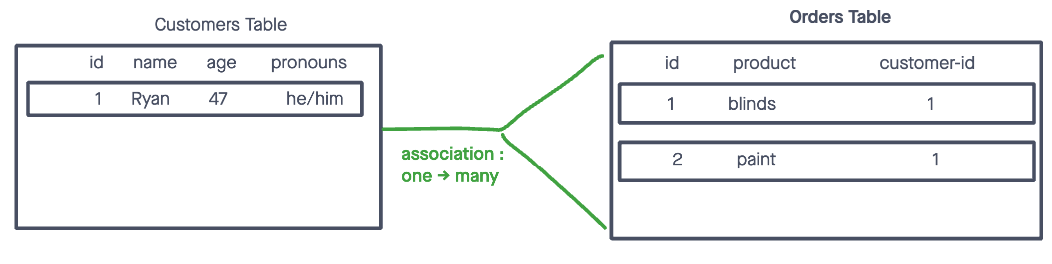 Customers Table
id name age pronouns
1 Ryan 47 he/him
association :
one → many
Orders Table
id product customer-id
1 blinds 1
2 paint 1